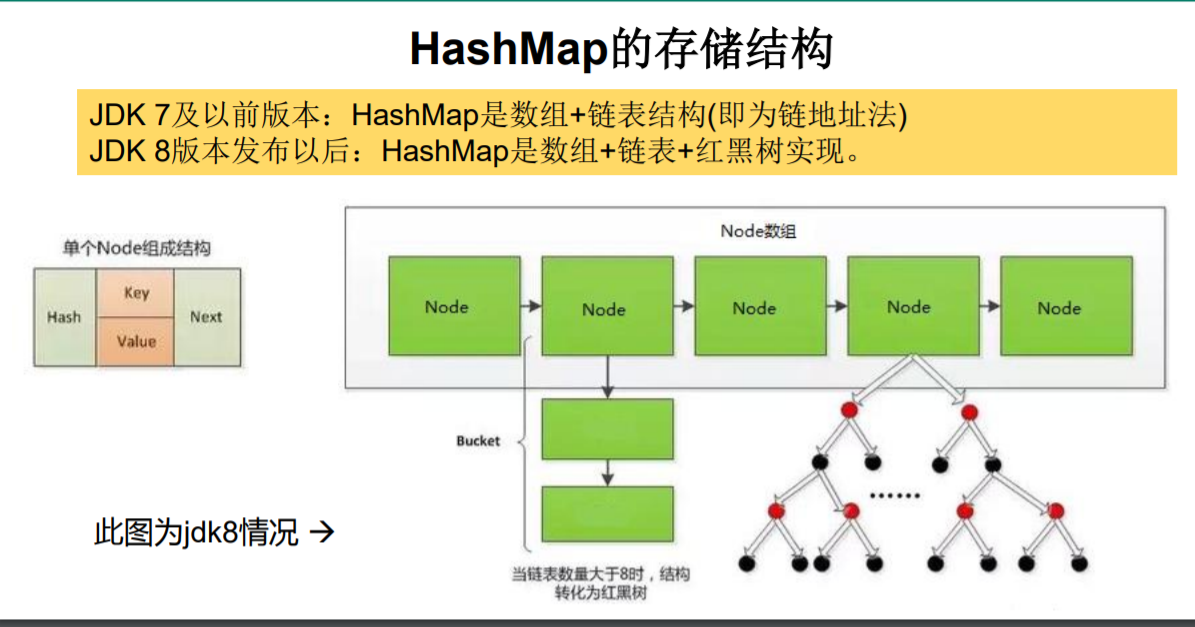 HashMap的存储结构
JDK 7及以前版本：HashMap是数组+链表结构(即为链地址法)
JDK 8版本发布以后：HashMap是数组+链表+红黑树实现。
单个Node组成结构
Hash
Key
Value
Next
Node数组
Node
Node
Node
Node
Node
Bucket
......
此图为jdk8情况 →
当链表数量大于8时，结构
转化为红黑树